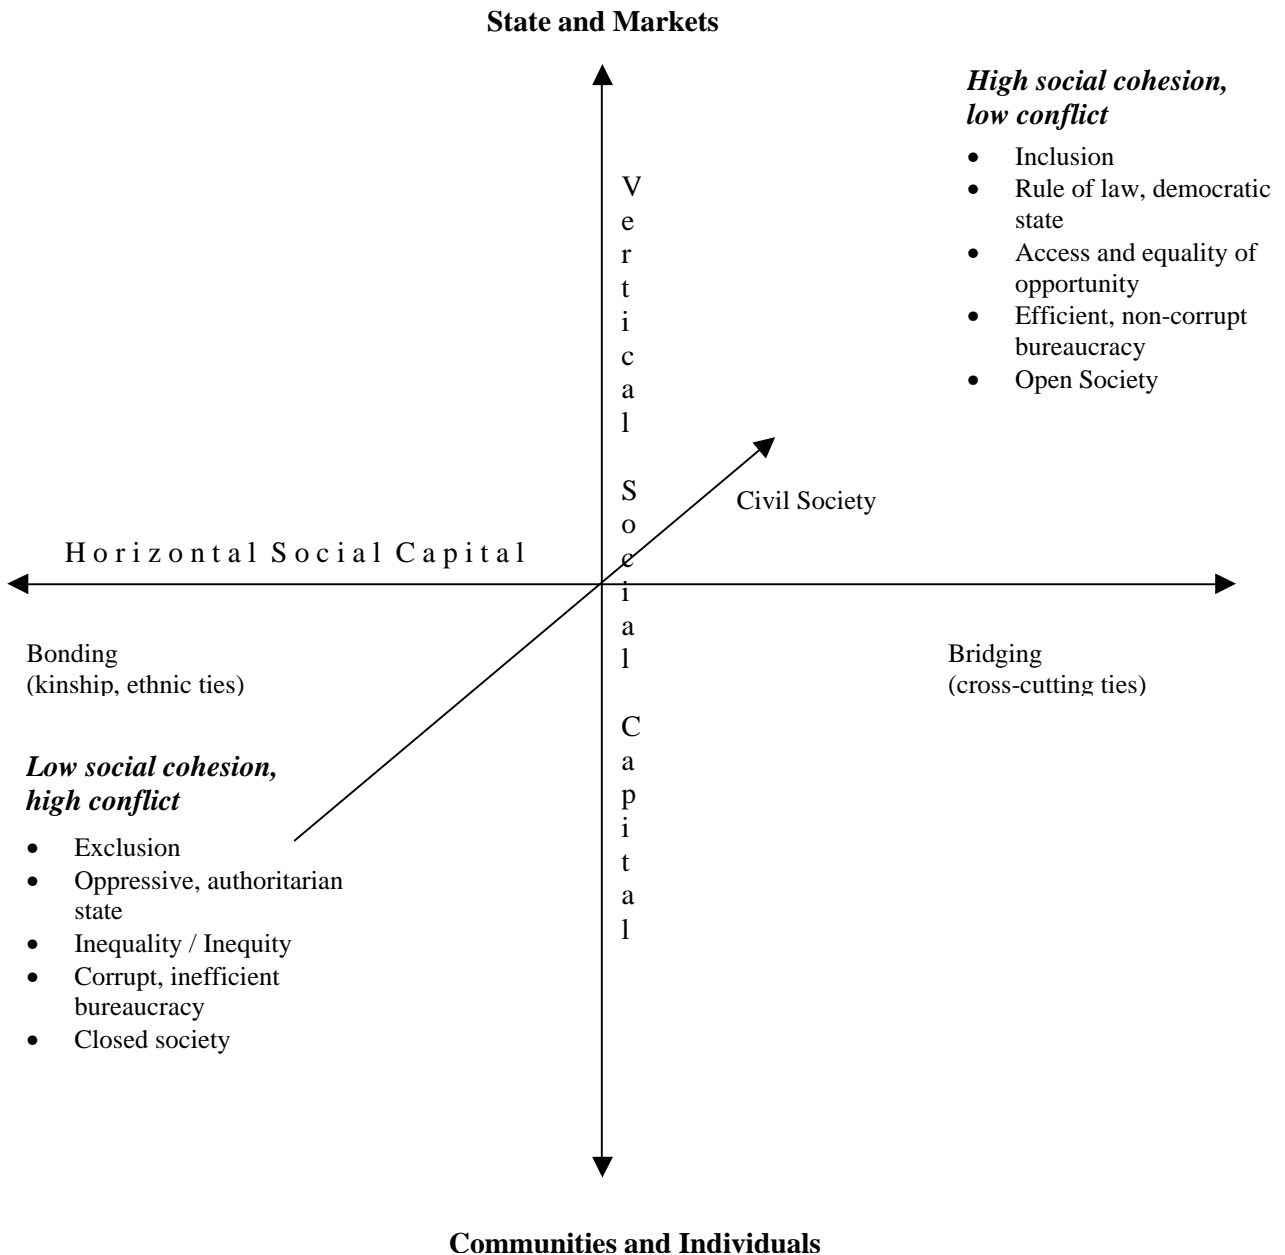 State and Markets
High social cohesion,
low conflict
• Inclusion
• Rule of law, democratic
state
• Access and equality of
opportunity
• Efficient, non-corrupt
bureaucracy
• Open Society
Vertical Social Capital
Civil Society
Horizontal Social Capital
Bonding
(kinship, ethnic ties)
Bridging
(cross-cutting ties)
Low social cohesion,
high conflict
• Exclusion
• Oppressive, authoritarian
state
• Inequality / Inequity
• Corrupt, inefficient
bureaucracy
• Closed society
Communities and Individuals